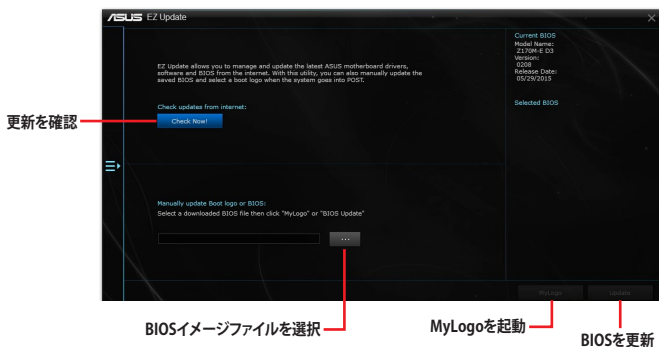 ASUS EZ Update
EZ Update allows you to manage and update the latest ASUS motherboard drivers,
software and BIOS from the internet. With this utility, you can also manually update the
saved BIOS and select a boot logo when the system goes into POST.
Check updates from internet:
Check Now!
更新を確認
Current BIOS
Model Name:
Z170M-E D3
Version:
0208
Release Date:
05/29/2015
Selected BIOS
Manually update Boot logo or BIOS:
Select a downloaded BIOS file then click "MyLogo" or "BIOS Update"
...
MyLogo
Update
BIOSイメージファイルを選択
MyLogoを起動
BIOSを更新